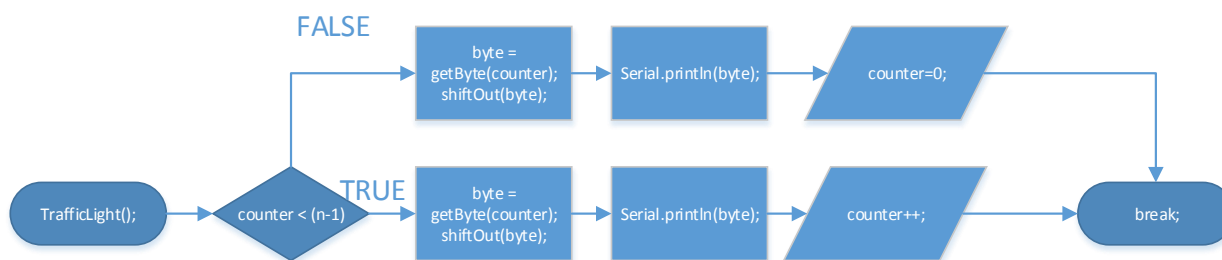 FALSE
byte =
getByte(counter);
shiftOut(byte);
Serial.println(byte);
counter=0;
TrafficLight();
counter < (n-1)
TRUE
byte =
getByte(counter);
shiftOut(byte);
Serial.println(byte);
counter++;
break;